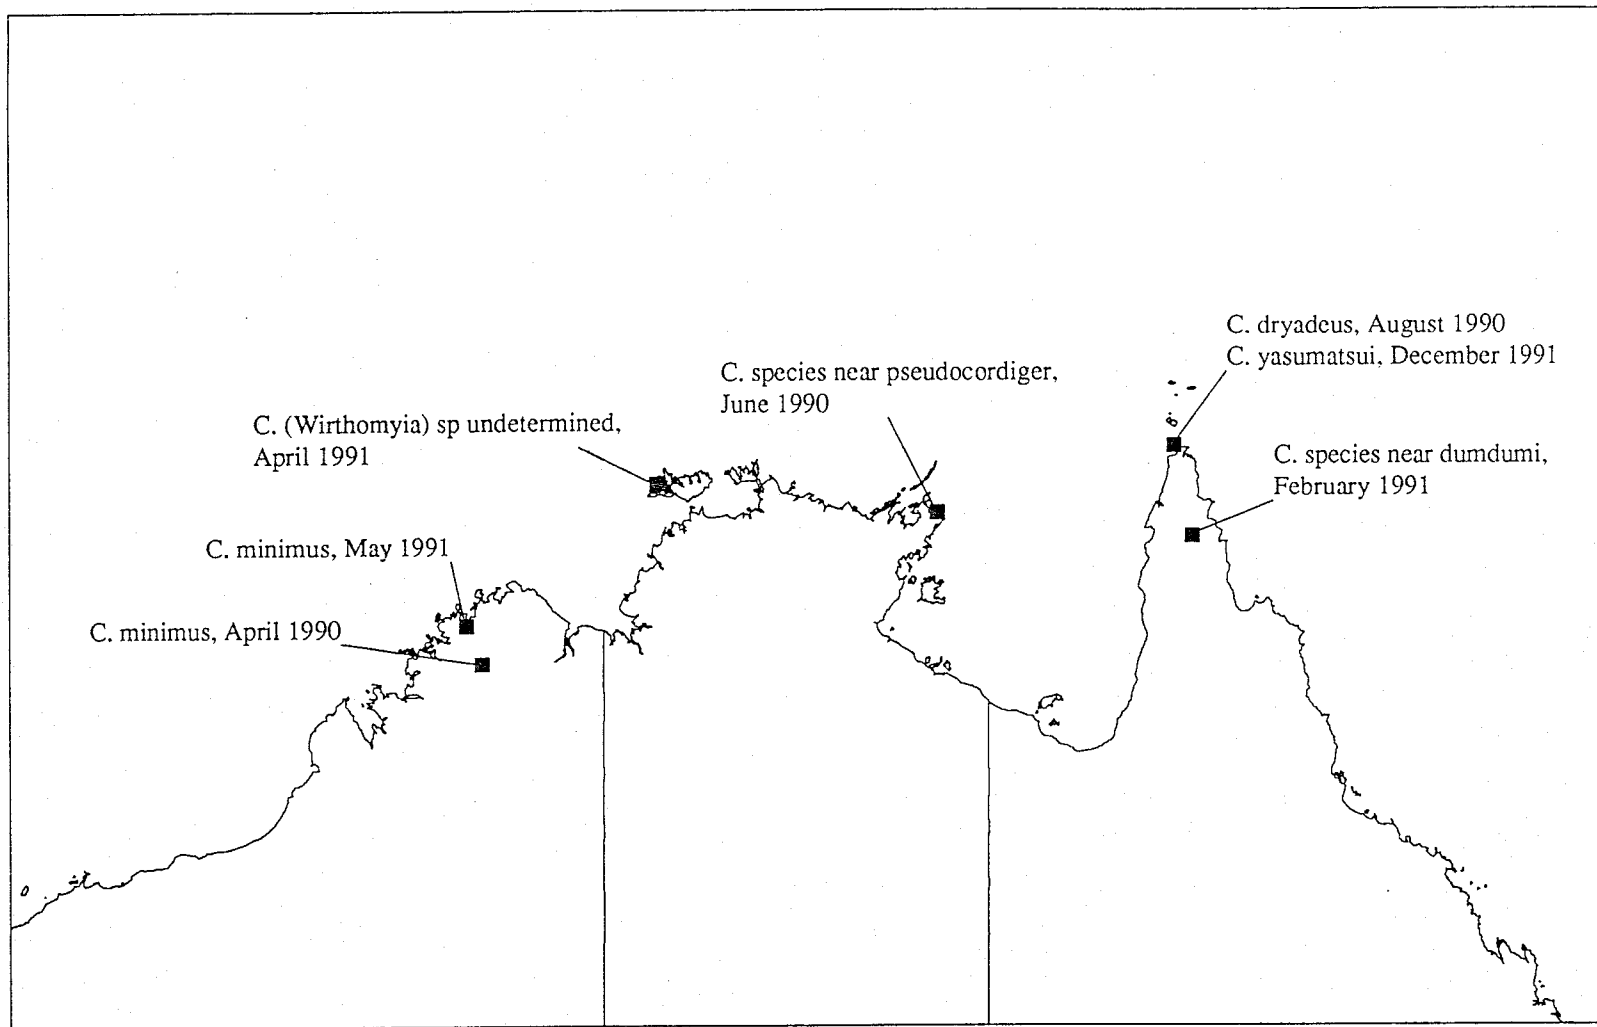 C. dryadeus, August 1990
C. yasumatsui, December 1991
C. species near pseudocordiger,
June 1990
C. (Wirthomyia) sp undetermined,
April 1991
C. species near dumdumi,
February 1991
C. minimus, May 1991
C. minimus, April 1990